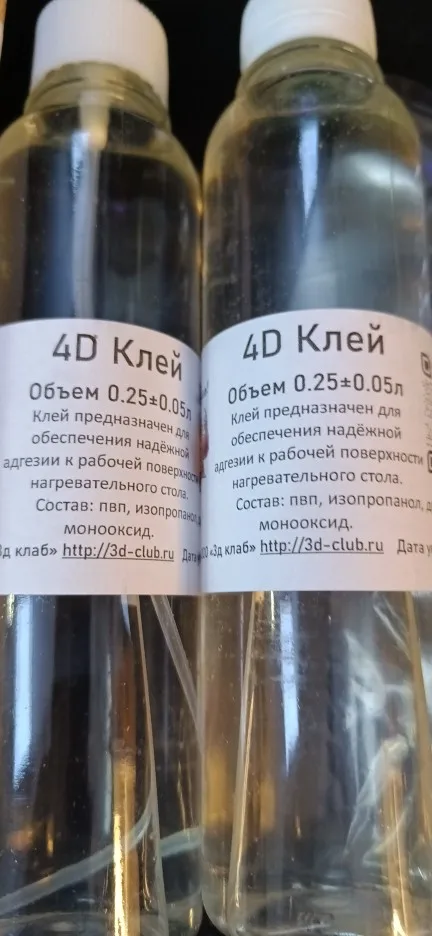 4D Клей
Объем 0.25±0.05л
Клей предназначен для
обеспечения надёжной
адгезии к рабочей поверхности
нагревательного стола.
Состав: пвп, изопропанол,
монооксид.
клаб» http://3d-club.ru Дата
4D Клей
Объем 0.25±0.05л
Клей предназначен для
обеспечения надёжной
адгезии к рабочей поверхности
нагревательного стола.
Состав: пвп, изопропанол, д
монооксид.
«3д клаб» http://3d-club.ru Дата